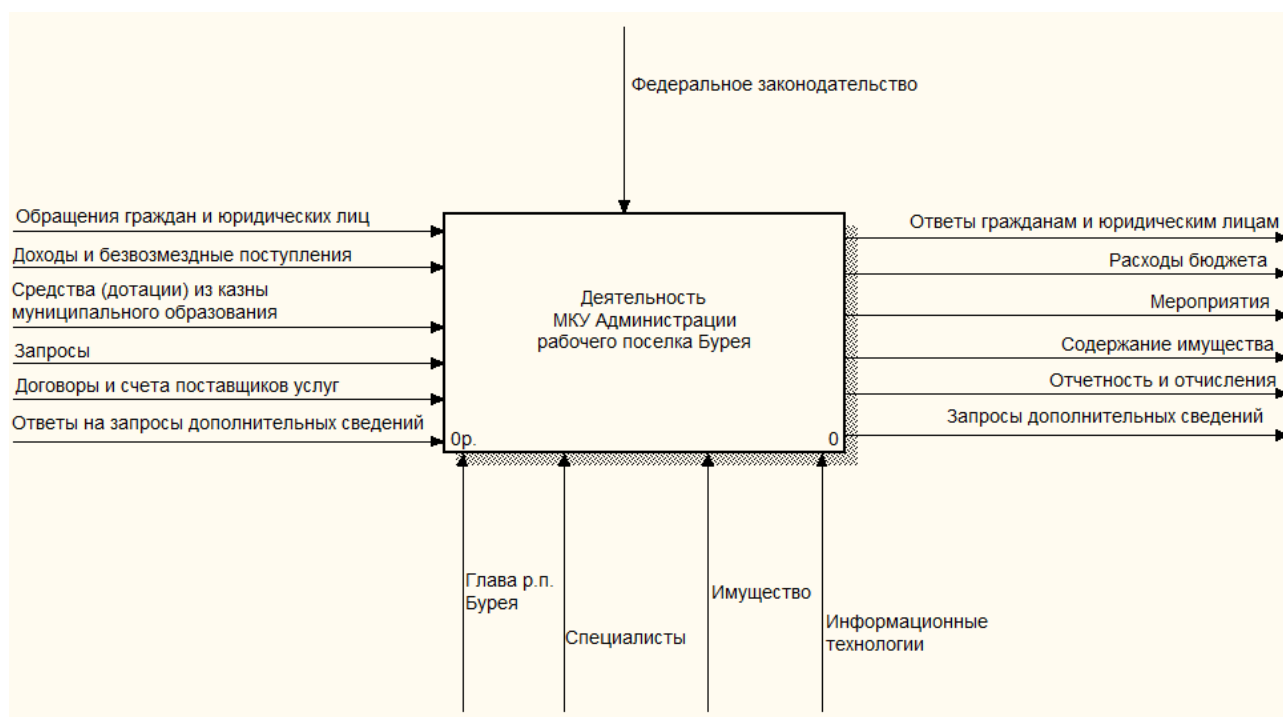 Федеральное законодательство
Обращения граждан и юридических лиц
Доходы и безвозмездные поступления
Средства (дотации) из казны
муниципального образования
Запросы
Договоры и счета поставщиков услуг
Ответы на запросы дополнительных сведений
Деятельность
МКУ Администрации
рабочего поселка Бурея
0р.
0
Ответы гражданам и юридическим лицам
Расходы бюджета
Мероприятия
Содержание имущества
Отчетность и отчисления
Запросы дополнительных сведений
Глава р.п.
Бурея
Специалисты
Имущество
Информационные
технологии